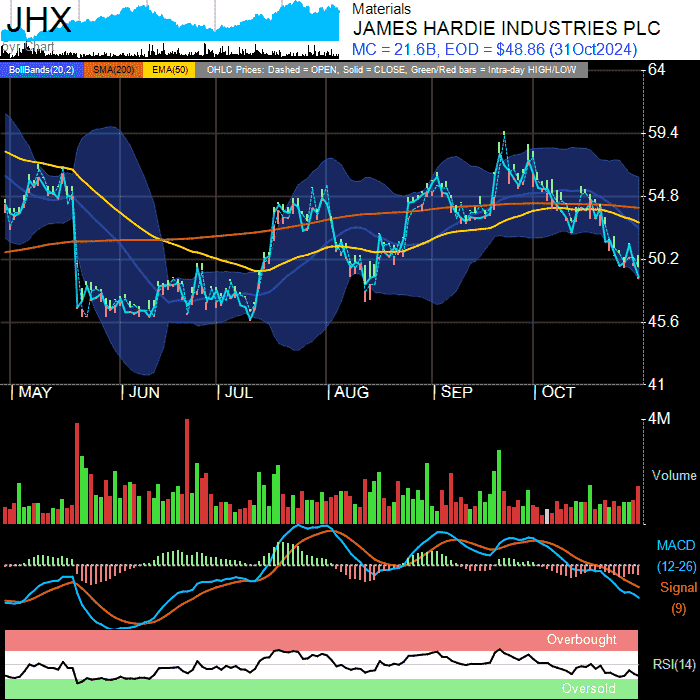 JHX
Materials
JAMES HARDIE INDUSTRIES PLC
5yr Chart
MC = 21.6B, EOD = $48.86 (31Oct2024)
BollBands(20,2) SMA(200) EMA(50) OHLC Prices: Dashed = OPEN, Solid = CLOSE, Green/Red bars = Intra-day HIGH/LOW
64
59.4
54.8
50.2
45.6
41
MAY JUN JUL AUG SEP OCT
4M
Volume
MACD
(12-26)
Signal
(9)
Overbought
RSI(14)
Oversold